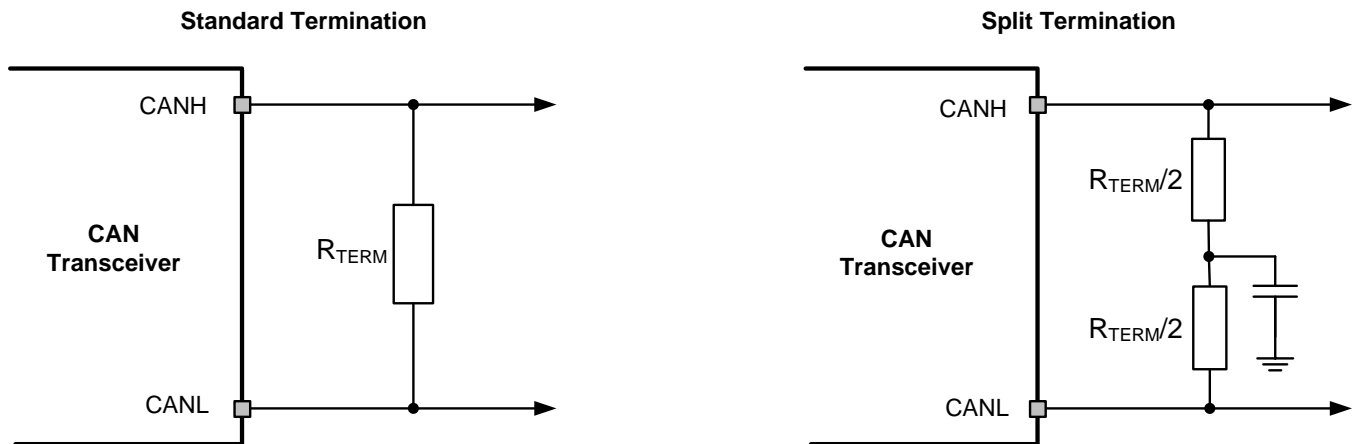 Standard Termination
CANH
CAN
Transceiver
RTERM
CANL
Split Termination
CANH
RTERM/2
CAN
Transceiver
RTERM/2
CANL